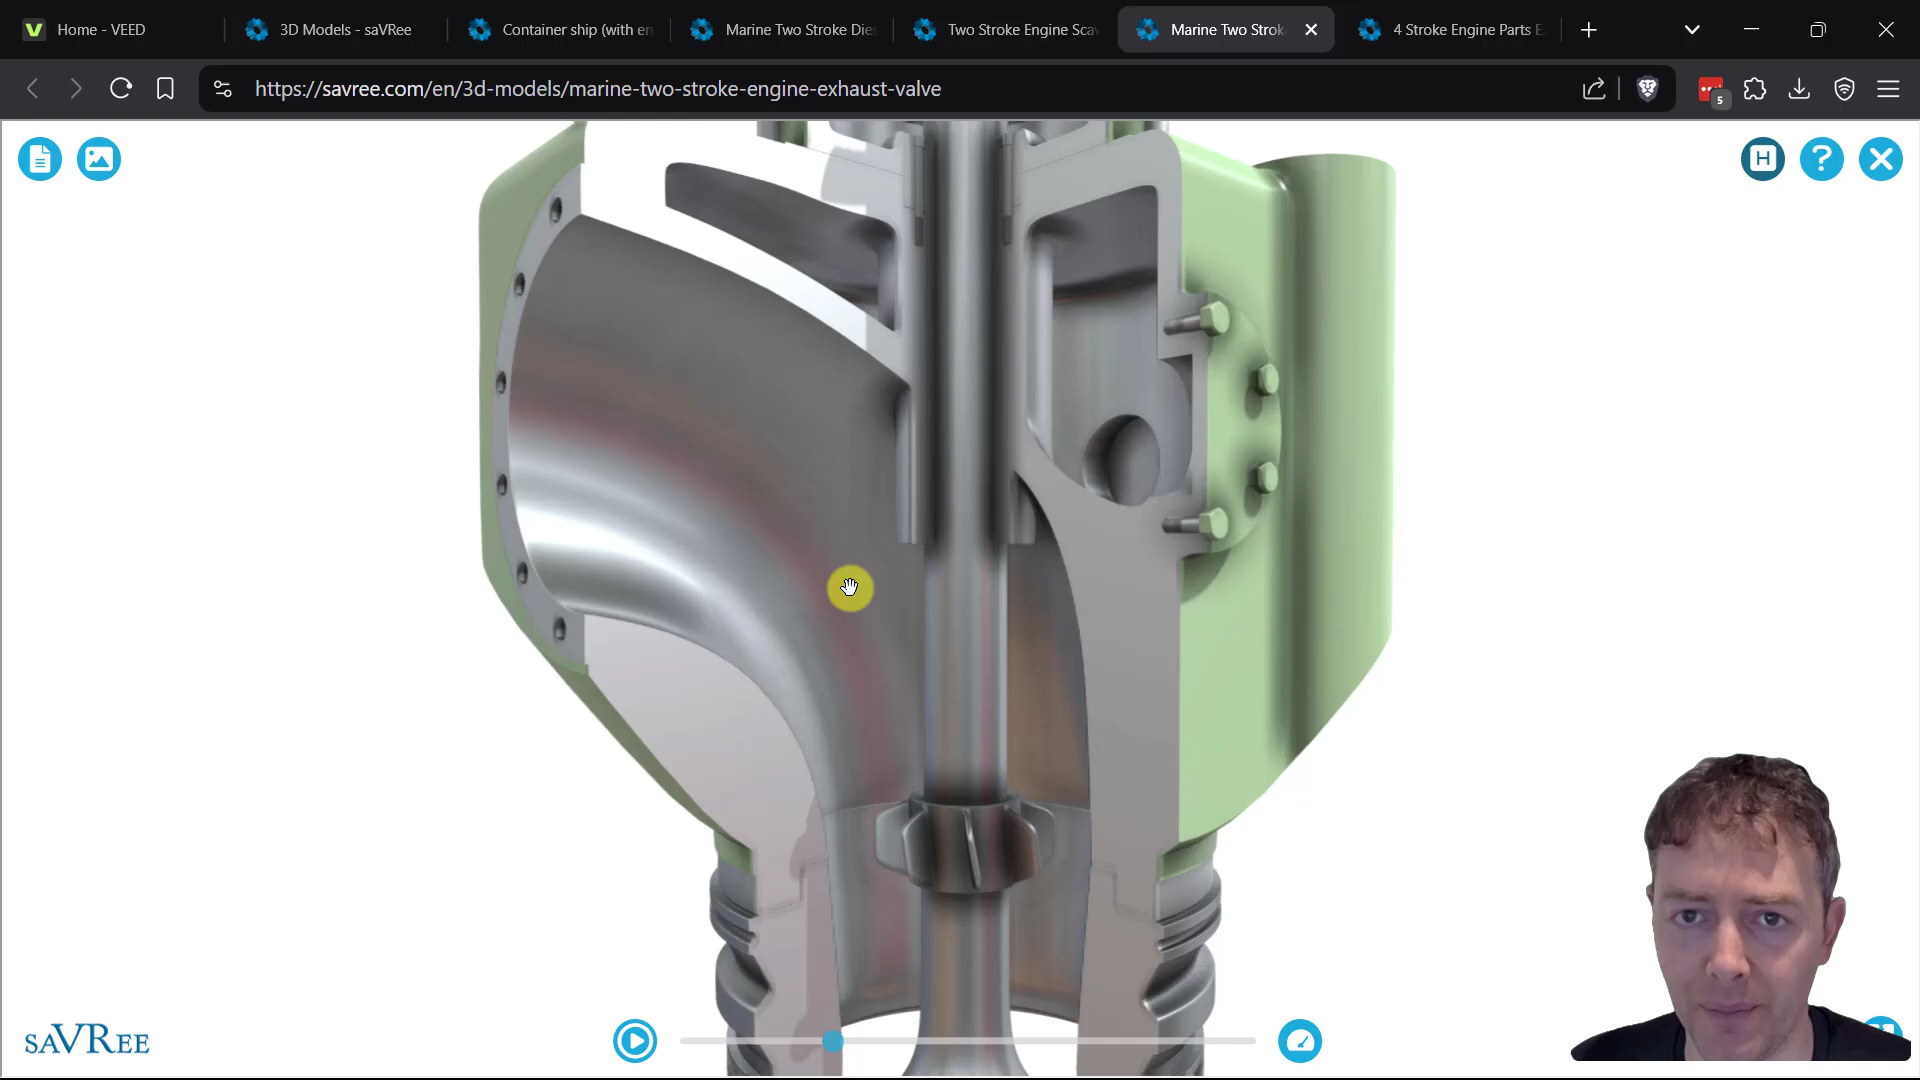 Home - VEED
3D Models - saVRee
Container ship (with en
Marine Two Stroke Die
Two Stroke Engine Sca
Marine Two Strok
4 Stroke Engine Parts E
https://savree.com/en/3d-models/marine-two-stroke-engine-exhaust-valve
5
H
?
saVRee